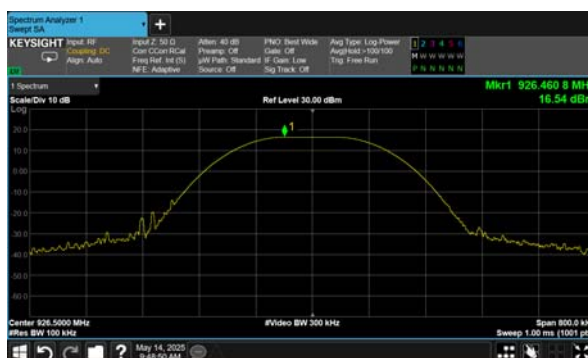 Spectrum Analyzer 1
Swept SA
KEYSIGHT
Input: RF
Coupling: DC
Align: Auto
Input Z: 50 Ω
Corr CCorr RCal
Freq Ref: Int (S)
NFE: Adaptive
Atten: 40 dB
Preamp: Off
µW Path: Standard
Source: Off
PNO: Best Wide
Gate: Off
IF Gain: Low
Sig Track: Off
Avg Type: Log-Power
Avg|Hold:>100/100
Trig: Free Run
1 2 3 4 5 6
M W W W W W
P N N N N N
1 Spectrum
Scale/Div 10 dB
Ref Level 30.00 dBm
Mkr1 926.460 8 MH
16.54 dBr
Log
1
20.0
10.0
0.00
-10.0
-20.0
-30.0
-40.0
-50.0
-60.0
Center 926.5000 MHz
#Res BW 100 kHz
#Video BW 300 kHz
Span 800.0 k
Sweep 1.00 ms (1001 pt
?
May 14, 2025
9:48:50 AM